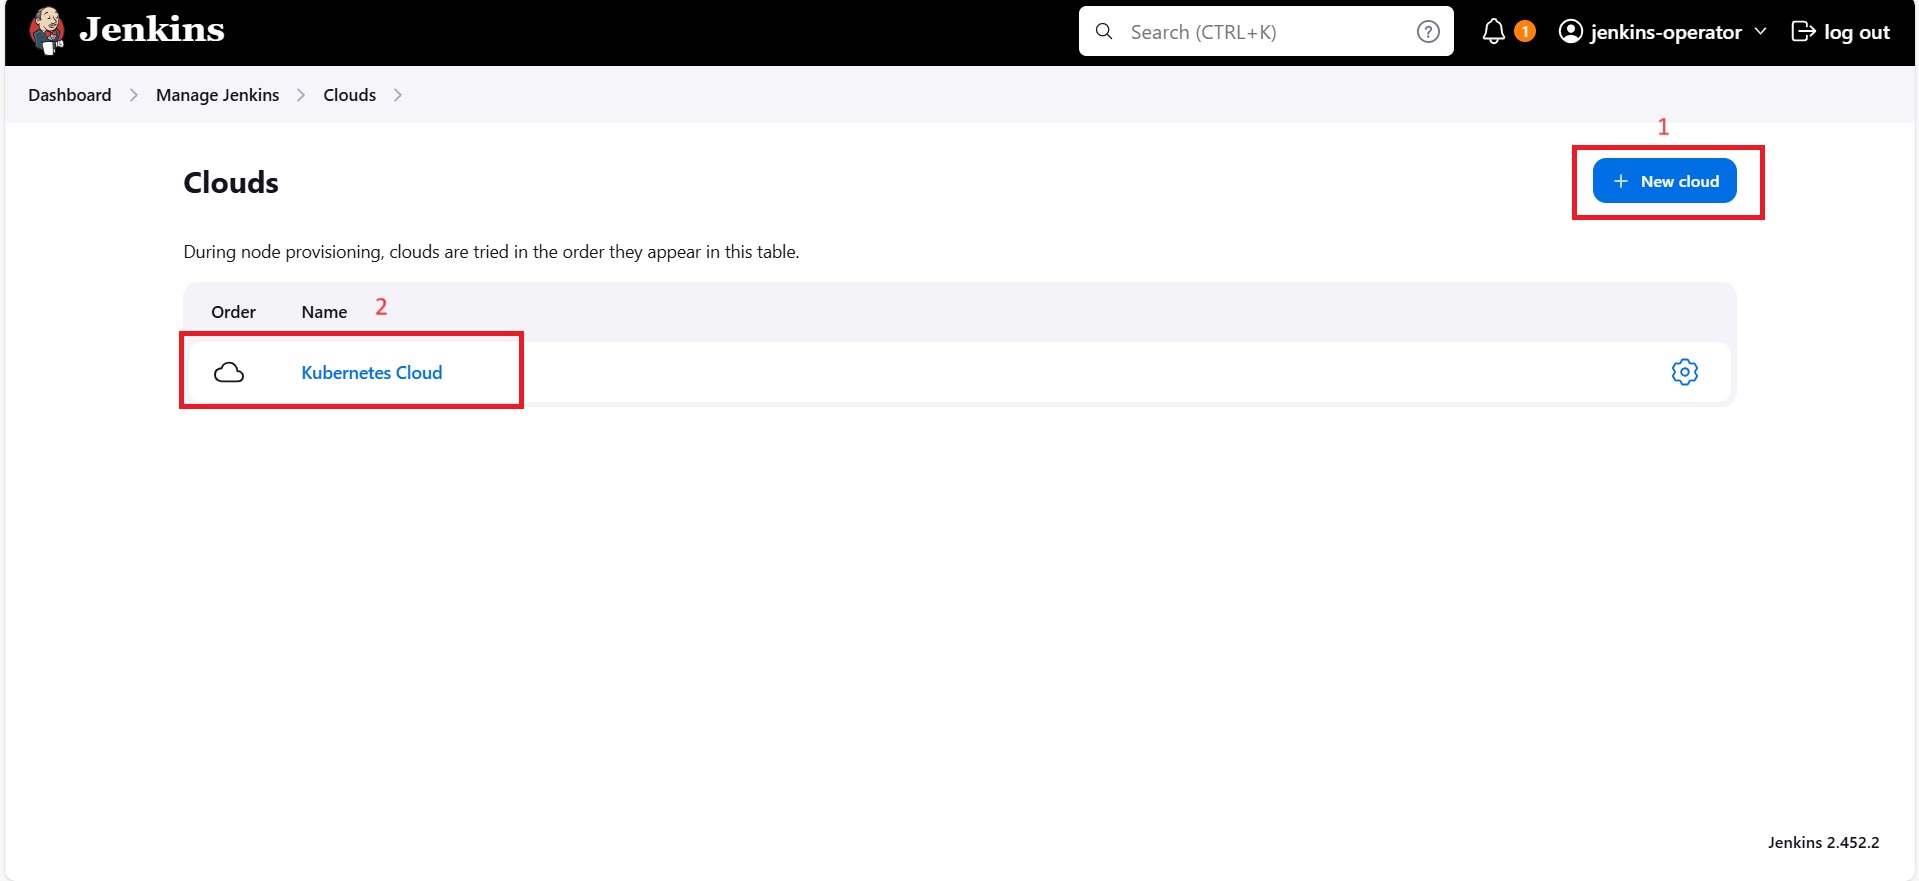 Jenkins Search (CTRL+K) ? 1 jenkins-operator log out
Dashboard Manage Jenkins Clouds
1
Clouds + New cloud
During node provisioning, clouds are tried in the order they appear in this table.
Order Name 2
Kubernetes Cloud
Jenkins 2.452.2